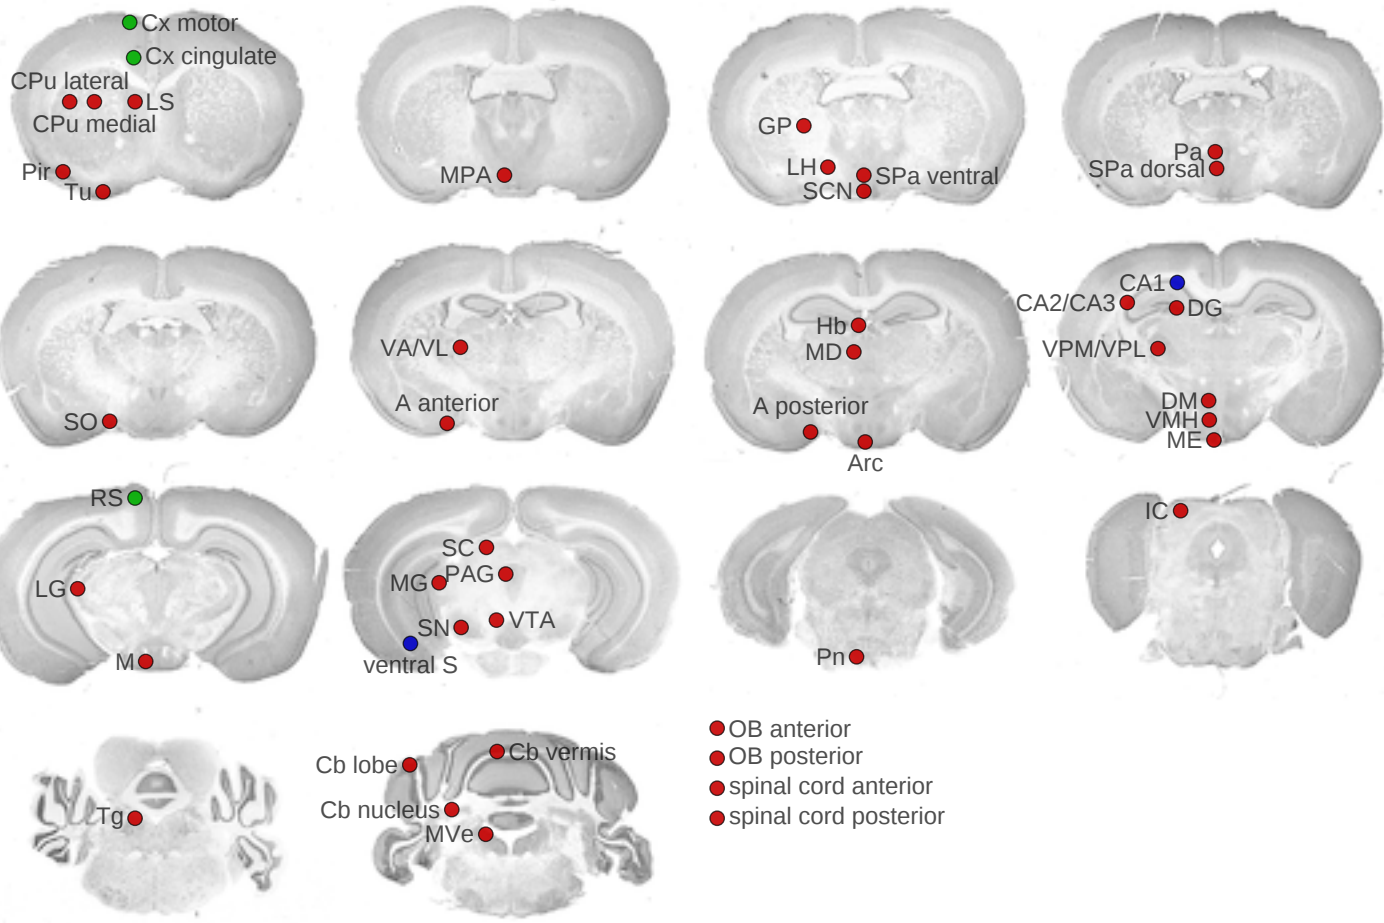 Cx motor
Cx cingulate
CPu lateral
LS
CPu medial
Pir
Tu
MPA
GP
LH
SPa ventral
SCN
Pa
SPa dorsal
SO
VA/VL
A anterior
Hb
MD
A posterior
Arc
CA1
CA2/CA3
DG
VPM/VPL
DM
VMH
ME
RS
LG
M
SC
MG
PAG
SN
VTA
ventral S
Pn
IC
Tg
Cb vermis
Cb lobe
Cb nucleus
MVe
OB anterior
OB posterior
spinal cord anterior
spinal cord posterior